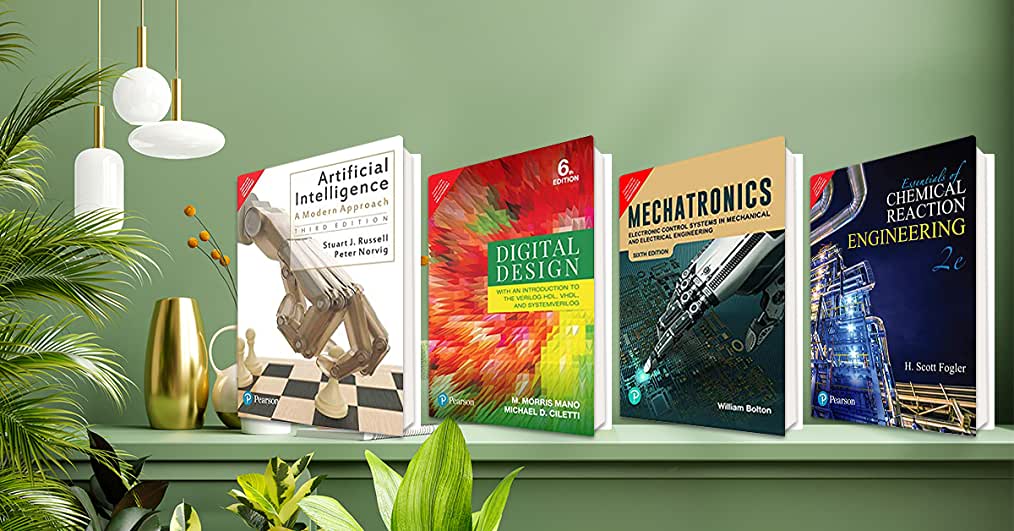 Artificial
Intelligence
A Modern Approach
THIRD EDITION
Stuart J. Russell
Peter Norvig
Pearson
6th
EDITION
DIGITAL
DESIGN
WITH AN INTRODUCTION TO
THE VERILOG HDL, VHDL,
AND SYSTEMVERILOG
M. MORRIS MANO
MICHAEL D. CILETTI
Pearson
MECHATRONICS
ELECTRONIC CONTROL SYSTEMS IN MECHANICAL
AND ELECTRICAL ENGINEERING
SIXTH EDITION
William Bolton
Essentials of
CHEMICAL
REACTION
ENGINEERING
2e
H. Scott Fogler
Pearson